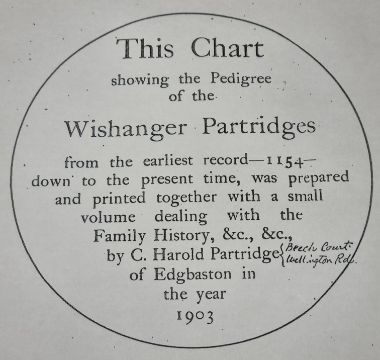 This Chart
showing the Pedigree
of the
Wishanger Partridges
from the earliest record—1154—
down to the present time, was prepared
and printed together with a small
volume dealing with the
Family History, &c., &c.,
by C. Harold Partridge { Beech Court
Wellington Rd.
of Edgbaston in
the year
1903